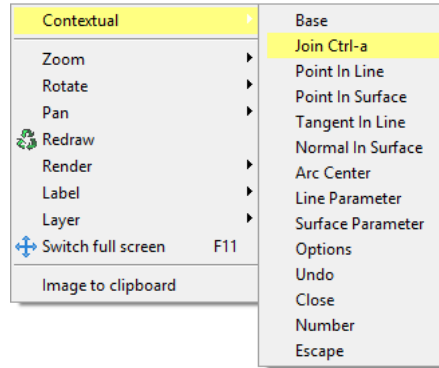 Contextual
Zoom
Rotate
Pan
Redraw
Render
Label
Layer
Switch full screen F11
Image to clipboard
Base
Join Ctrl-a
Point In Line
Point In Surface
Tangent In Line
Normal In Surface
Arc Center
Line Parameter
Surface Parameter
Options
Undo
Close
Number
Escape